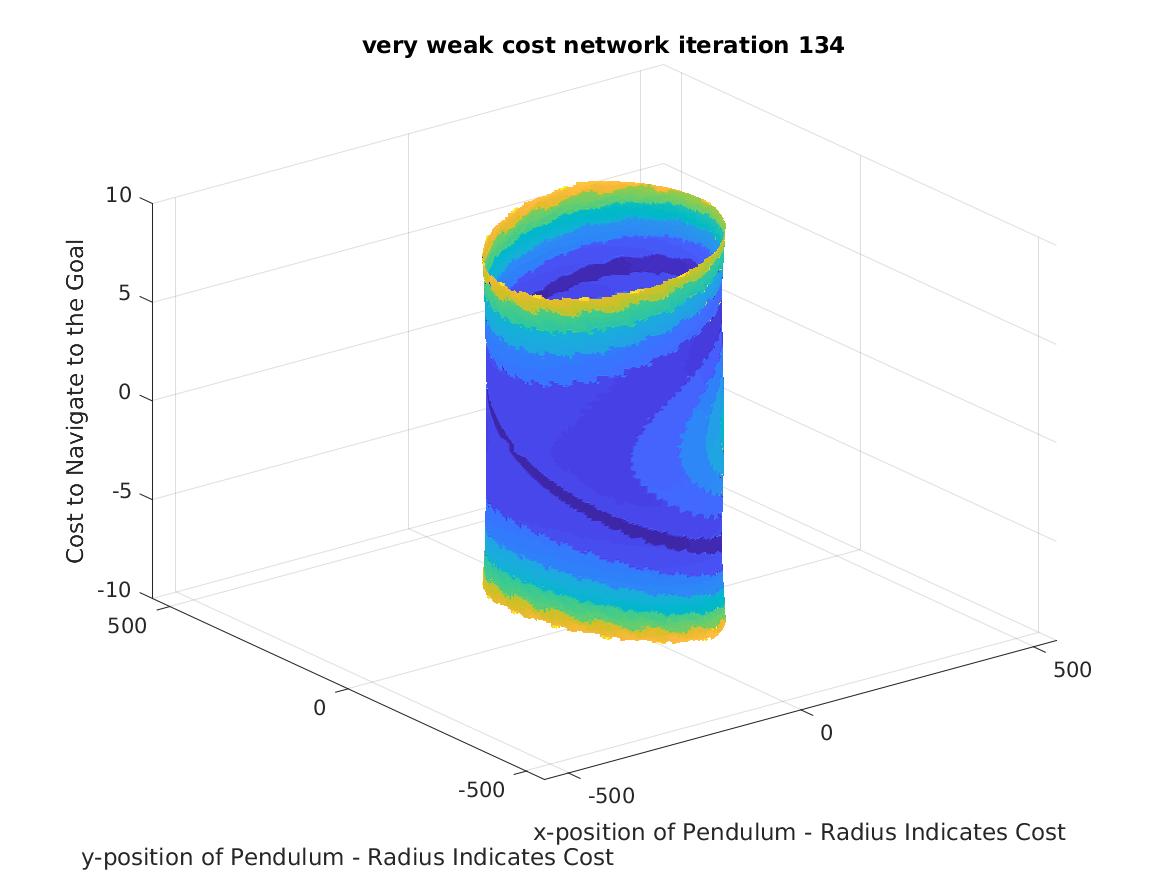 very weak cost network iteration 134
10
5
0
-5
-10
Cost to Navigate to the Goal
500
0
-500
500
0
-500
x-position of Pendulum - Radius Indicates Cost
y-position of Pendulum - Radius Indicates Cost